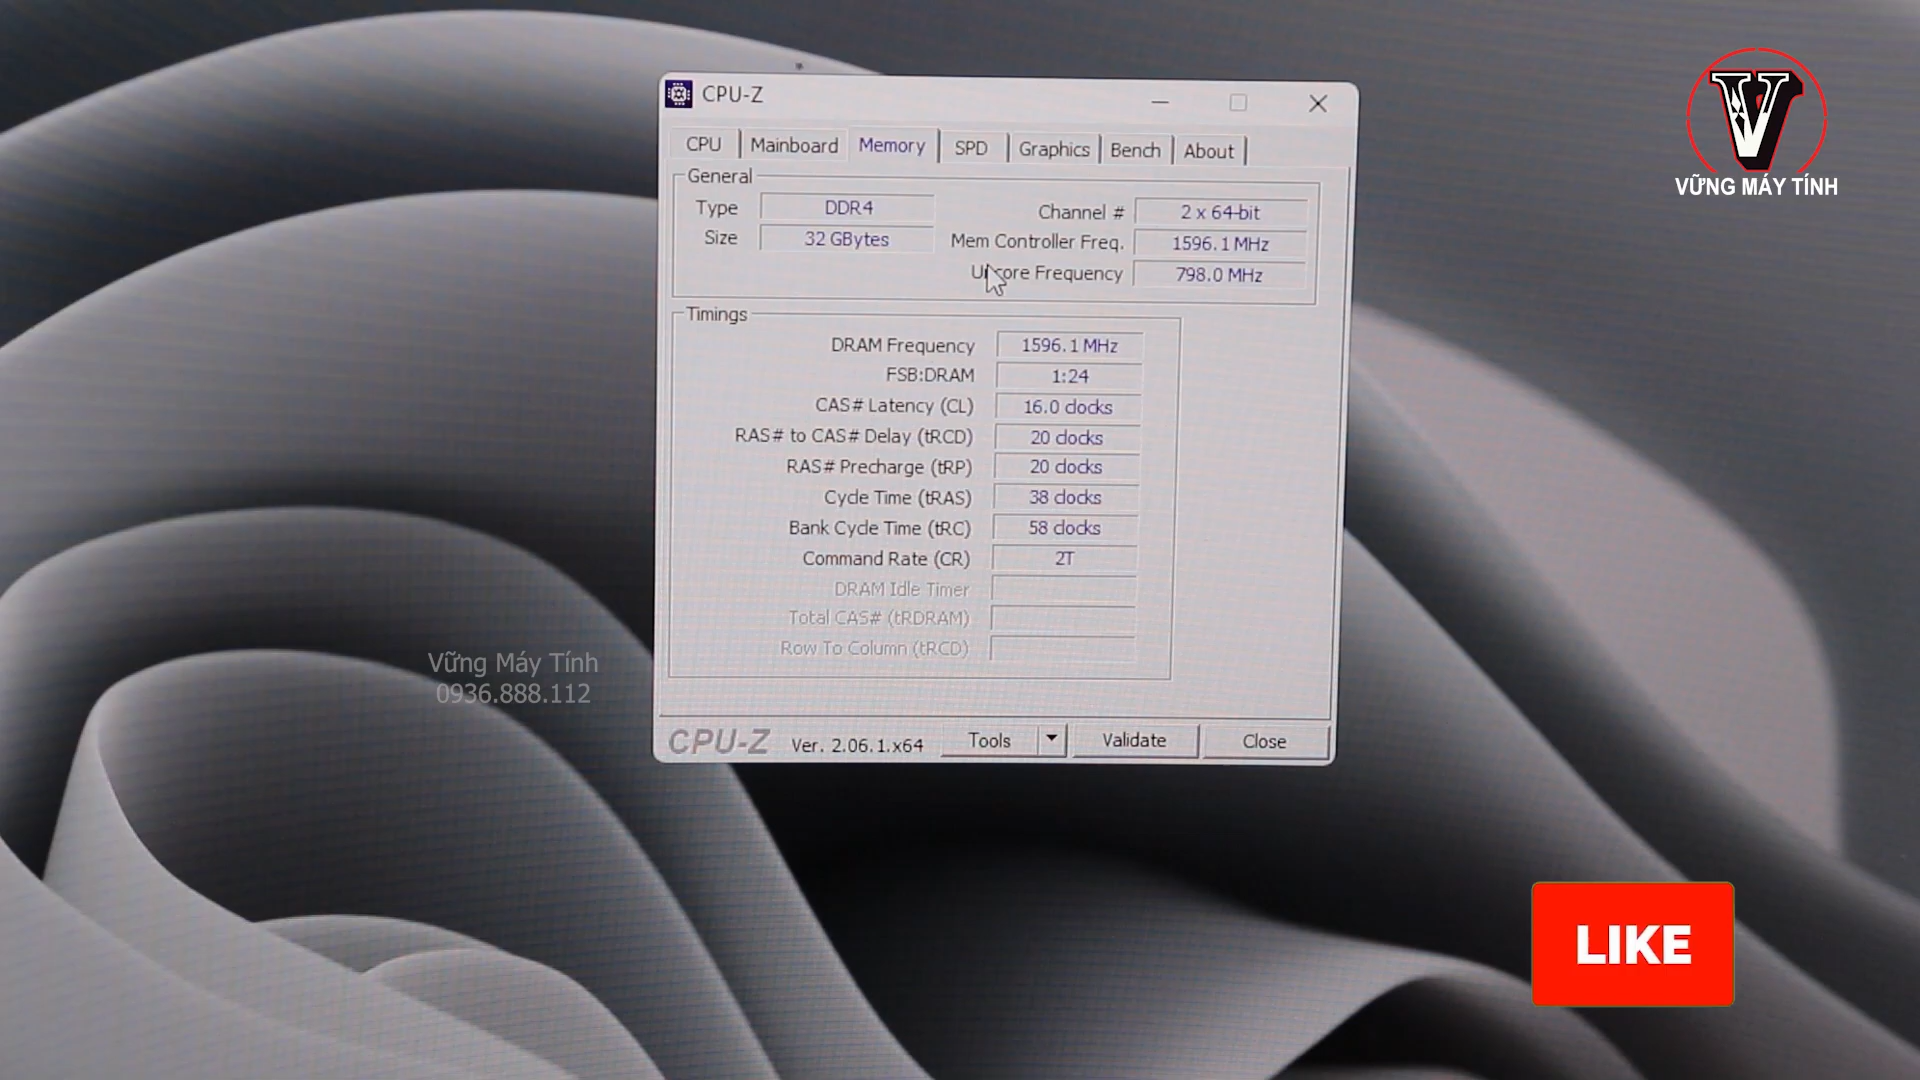 CPU-Z
CPU
Mainboard
Memory
SPD
Graphics
Bench
About
General
Type
DDR4
Channel #
2 x 64-bit
Size
32 GBytes
Mem Controller Freq.
1596.1 MHz
Frequency
798.0 MHz
Timings
DRAM Frequency
1596.1 MHz
FSB:DRAM
1:24
CAS# Latency (CL)
16.0 clocks
RAS# to CAS# Delay (tRCD)
20 clocks
RAS# Precharge (tRP)
20 clocks
Cycle Time (tRAS)
38 clocks
Bank Cycle Time (tRC)
58 clocks
Command Rate (CR)
2T
DRAM Idle Timer
Total CAS# (tRDRAM)
Row To Column (tRCD)
CPU-Z
Ver. 2.06.1.x64
Tools
Validate
Close
V
VỮNG MÁY TÍNH
Vững Máy Tính
0936.888.112
LIKE